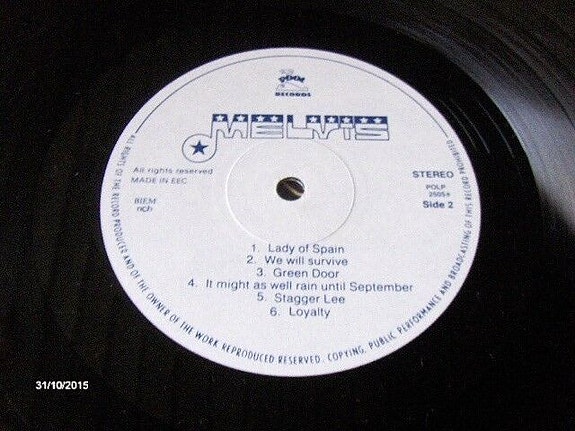 RECORDS
MELVIS
All rights reserved
MADE IN EEC
BIEM
ncb
STEREO
POLP
Side 2
1. Lady of Spain
2. We will survive
3. Green Door
4. It might as well rain until September
5. Stagger Lee
6. Loyalty
ALL RIGHTS OF THE RECORD PRODUCER AND OF THE OWNER OF THE WORK REPRODUCED RESERVED. COPYING, PUBLIC PERFORMANCE AND BROADCASTING OF THIS RECORD PROHIBITED
31/10/2015